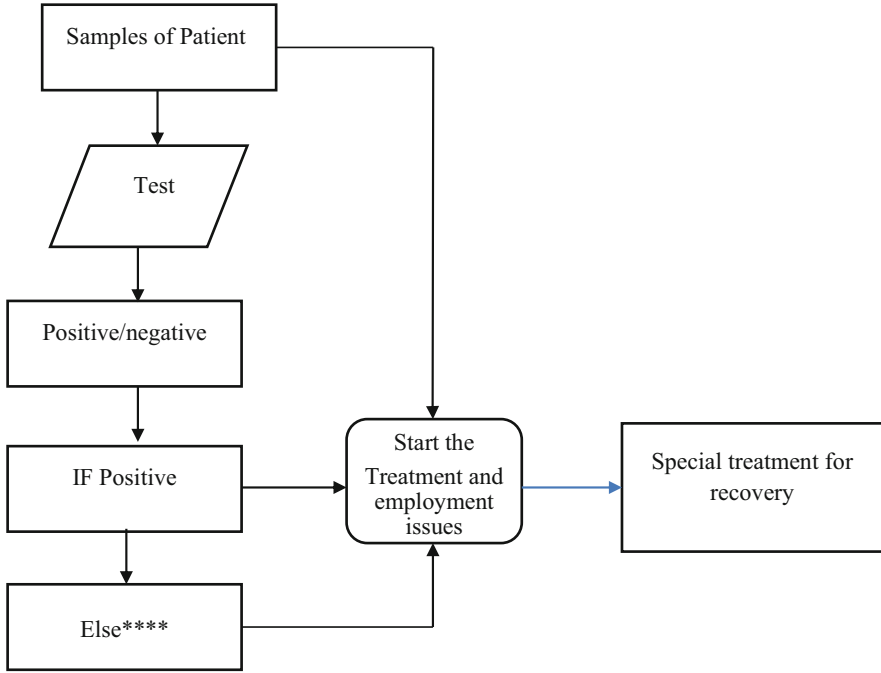 Samples of Patient
Test
Positive/negative
IF Positive
Start the
Treatment and
employment
issues
Special treatment for
recovery
Else****